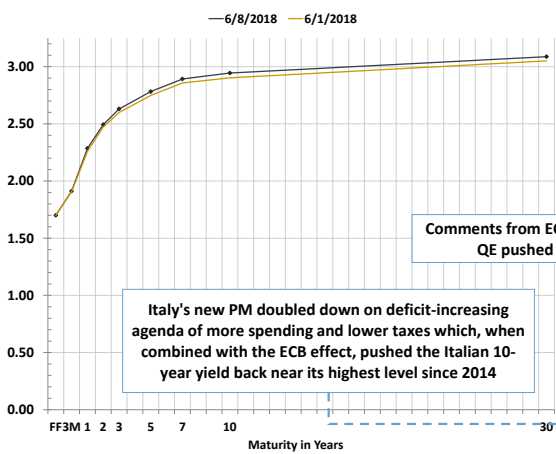 6/8/2018 6/1/2018
3.00
2.50
2.00
1.50
1.00
0.50
0.00
Comments from
QE pushed
Italy's new PM doubled down on deficit-increasing
agenda of more spending and lower taxes which, when
combined with the ECB effect, pushed the Italian 10-
year yield back near its highest level since 2014
FF 3M 1 2 3 5 7 10 30
Maturity in Years